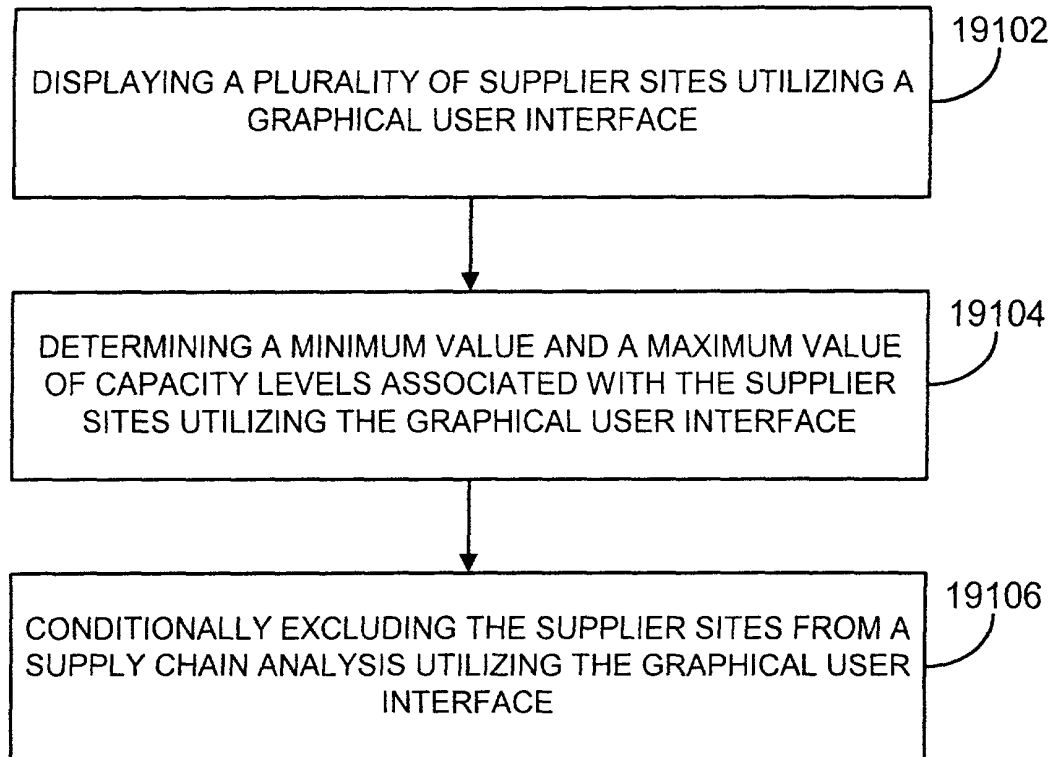 19102
DISPLAYING A PLURALITY OF SUPPLIER SITES UTILIZING A
GRAPHICAL USER INTERFACE
19104
DETERMINING A MINIMUM VALUE AND A MAXIMUM VALUE
OF CAPACITY LEVELS ASSOCIATED WITH THE SUPPLIER
SITES UTILIZING THE GRAPHICAL USER INTERFACE
19106
CONDITIONALLY EXCLUDING THE SUPPLIER SITES FROM A
SUPPLY CHAIN ANALYSIS UTILIZING THE GRAPHICAL USER
INTERFACE